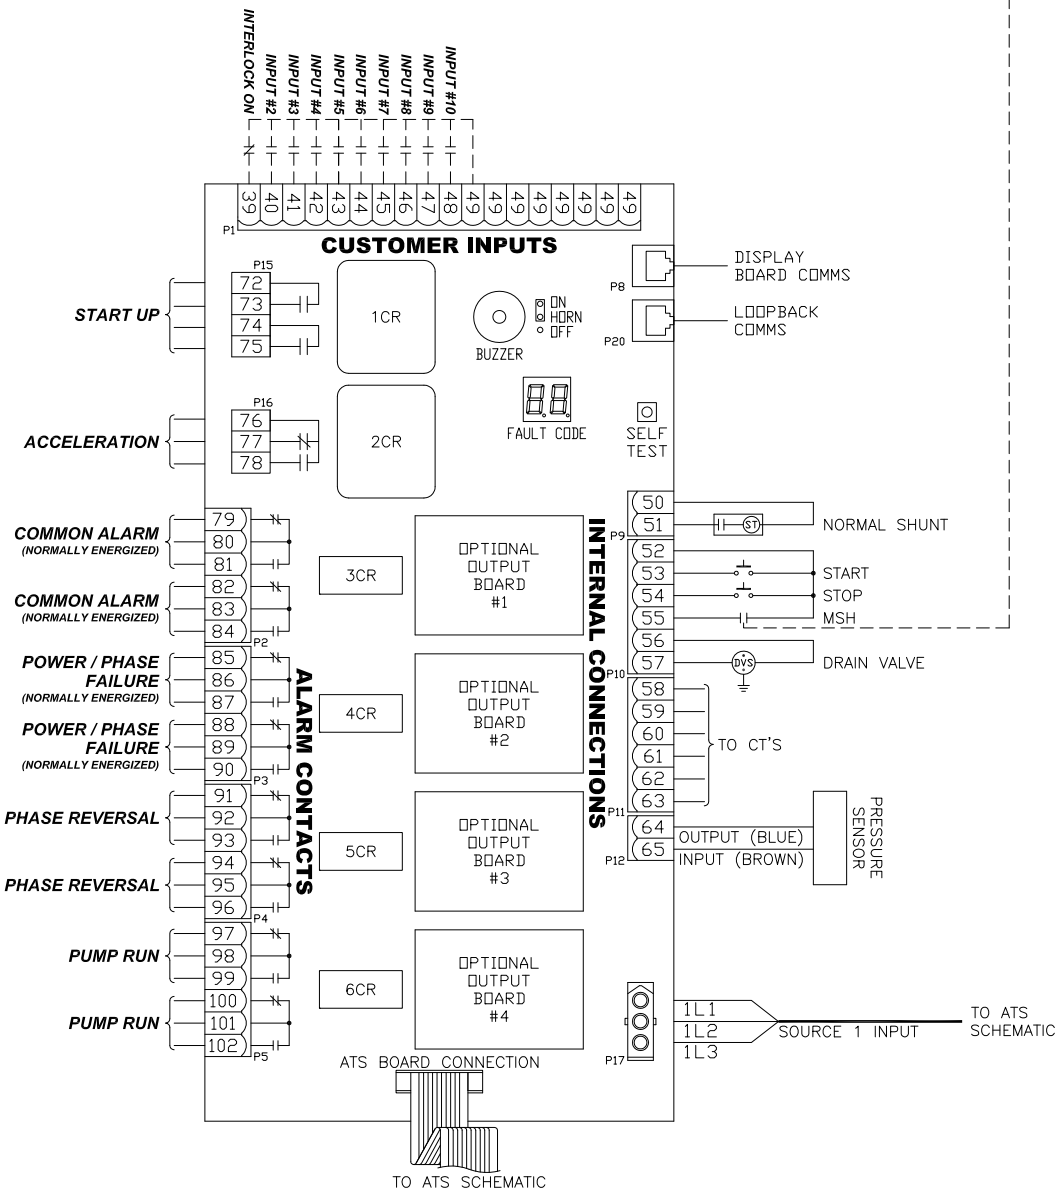 INTERLOCK ON
INPUT #2
INPUT #3
INPUT #4
INPUT #5
INPUT #6
INPUT #7
INPUT #8
INPUT #9
INPUT #10
39 40 41 42 43 44 45 46 47 48 49 49 49 49 49 49 49 49
P1
CUSTOMER INPUTS
P15
START UP
72
73
74
75
1CR
BUZZER
ON
HORN
OFF
P8
DISPLAY
BOARD COMMS
P20
LOOPBACK
COMMS
FAULT CODE
SELF
TEST
P16
ACCELERATION
76
77
78
2CR
ALARM CONTACTS
COMMON ALARM
(NORMALLY ENERGIZED)
79
80
81
COMMON ALARM
(NORMALLY ENERGIZED)
82
83
84
P2
POWER / PHASE
FAILURE
(NORMALLY ENERGIZED)
85
86
87
POWER / PHASE
FAILURE
(NORMALLY ENERGIZED)
88
89
90
P3
PHASE REVERSAL
91
92
93
PHASE REVERSAL
94
95
96
P4
PUMP RUN
97
98
99
PUMP RUN
100
101
102
P5
3CR
4CR
5CR
6CR
OPTIONAL
OUTPUT
BOARD
#1
OPTIONAL
OUTPUT
BOARD
#2
OPTIONAL
OUTPUT
BOARD
#3
OPTIONAL
OUTPUT
BOARD
#4
INTERNAL CONNECTIONS
50
51
ST
NORMAL SHUNT
P9
52
53
START
54
STOP
55
MSH
56
57
DVS
DRAIN VALVE
P10
58
59
60
61
62
63
TO CT'S
P11
64
OUTPUT (BLUE)
65
INPUT (BROWN)
P12
PRESSURE
SENSOR
P17
1L1
1L2
1L3
SOURCE 1 INPUT
TO ATS
SCHEMATIC
ATS BOARD CONNECTION
TO ATS SCHEMATIC